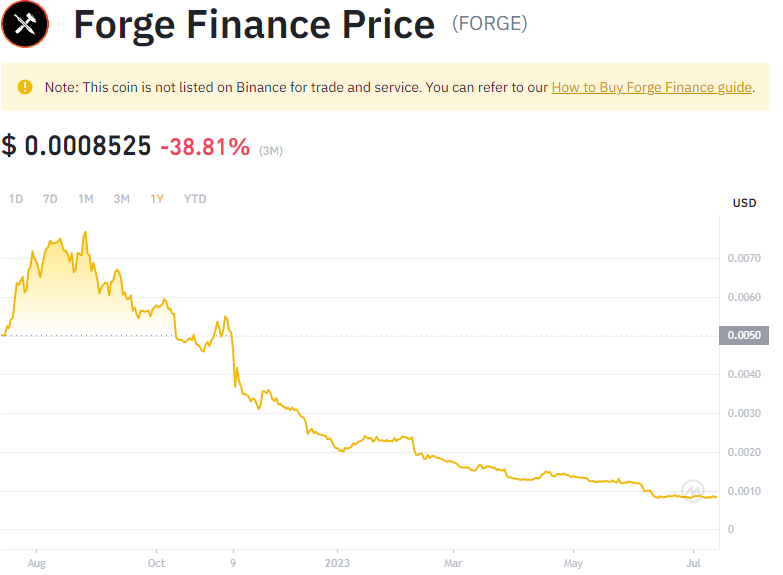 Forge Finance Price (FORGE)
Note: This coin is not listed on Binance for trade and service. You can refer to our How to Buy Forge Finance guide.
$ 0.0008525 -38.81% (3M)
1D 7D 1M 3M 1Y YTD
USD
0.0070
0.0060
0.0050
0.0040
0.0030
0.0020
0.0010
0
Aug Oct 9 2023 Mar May Jul